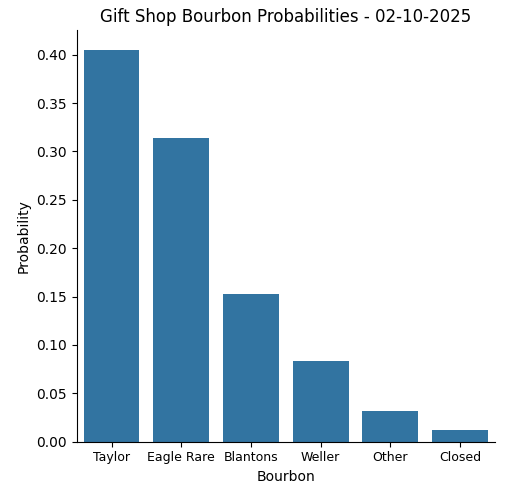 Gift Shop Bourbon Probabilities - 02-10-2025
0.40
0.35
0.30
0.25
0.20
0.15
0.10
0.05
0.00
Probability
Taylor Eagle Rare Blantons Weller Other Closed
Bourbon